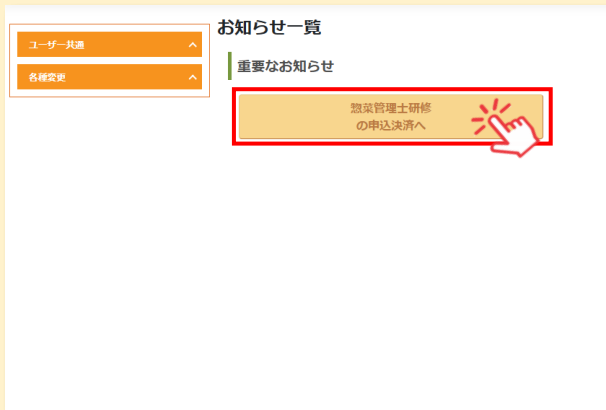 お知らせ一覧
ユーザー共通
各種変更
重要なお知らせ
惣菜管理士研修
の申込決済へ